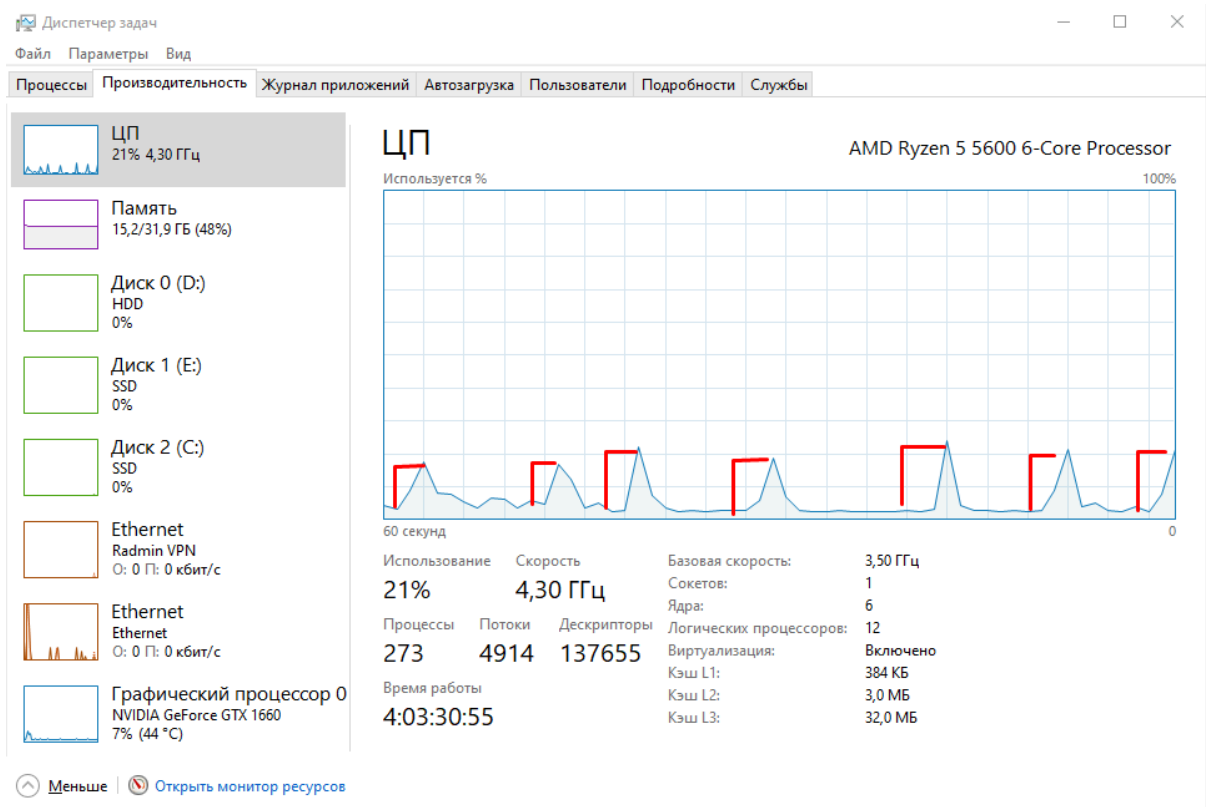 Диспетчер задач
Файл Параметры Вид
Процессы Производительность Журнал приложений Автозагрузка Пользователи Подробности Службы
ЦП
21% 4,30 ГГц
Память
15,2/31,9 ГБ (48%)
Диск 0 (D:)
HDD
0%
Диск 1 (E:)
SSD
0%
Диск 2 (C:)
SSD
0%
Ethernet
Radmin VPN
О: 0 П: 0 кбит/с
Ethernet
Ethernet
О: 0 П: 0 кбит/с
Графический процессор 0
NVIDIA GeForce GTX 1660
7% (44 °C)
ЦП
AMD Ryzen 5 5600 6-Core Processor
Используется %
100%
60 секунд
0
Использование
21%
Скорость
4,30 ГГц
Процессы
273
Потоки
4914
Дескрипторы
137655
Время работы
4:03:30:55
Базовая скорость: 3,50 ГГц
Сокетов: 1
Ядра: 6
Логических процессоров: 12
Виртуализация: Включено
Кэш L1: 384 КБ
Кэш L2: 3,0 МБ
Кэш L3: 32,0 МБ
Меньше
Открыть монитор ресурсов